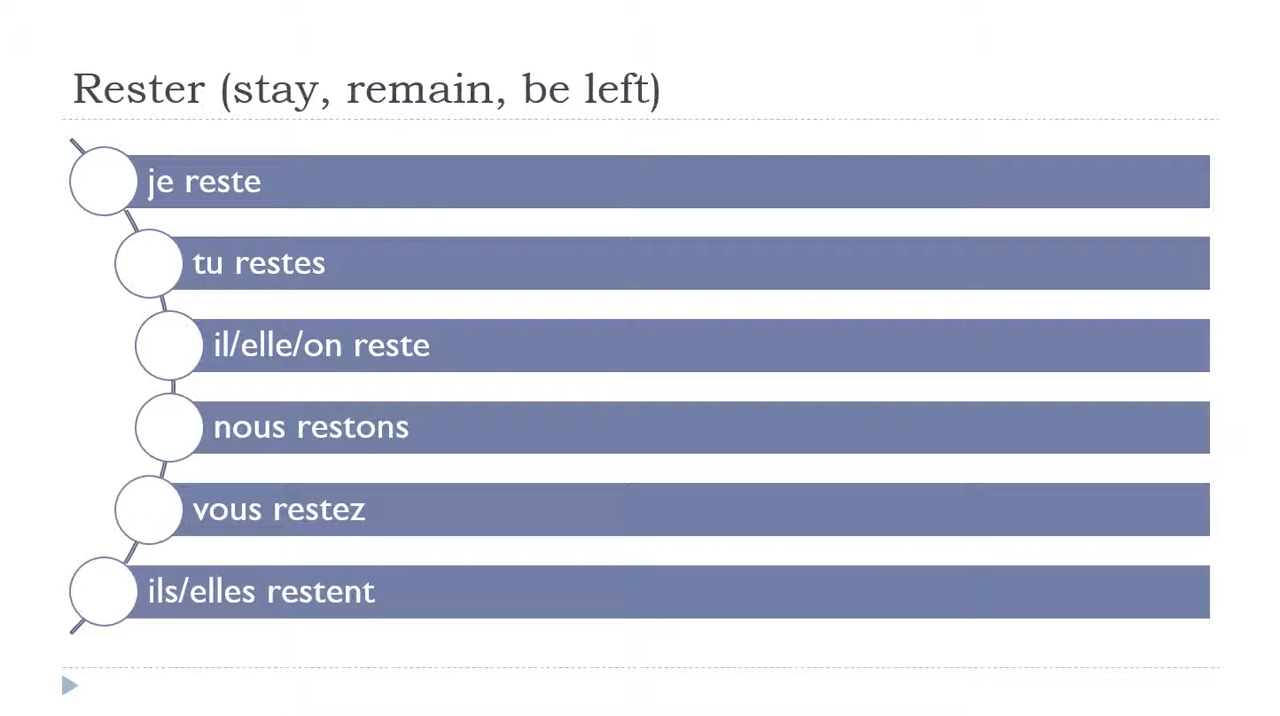 Rester (stay, remain, be left)
je reste
tu restes
il/elle/on reste
nous restons
vous restez
ils/elles restent